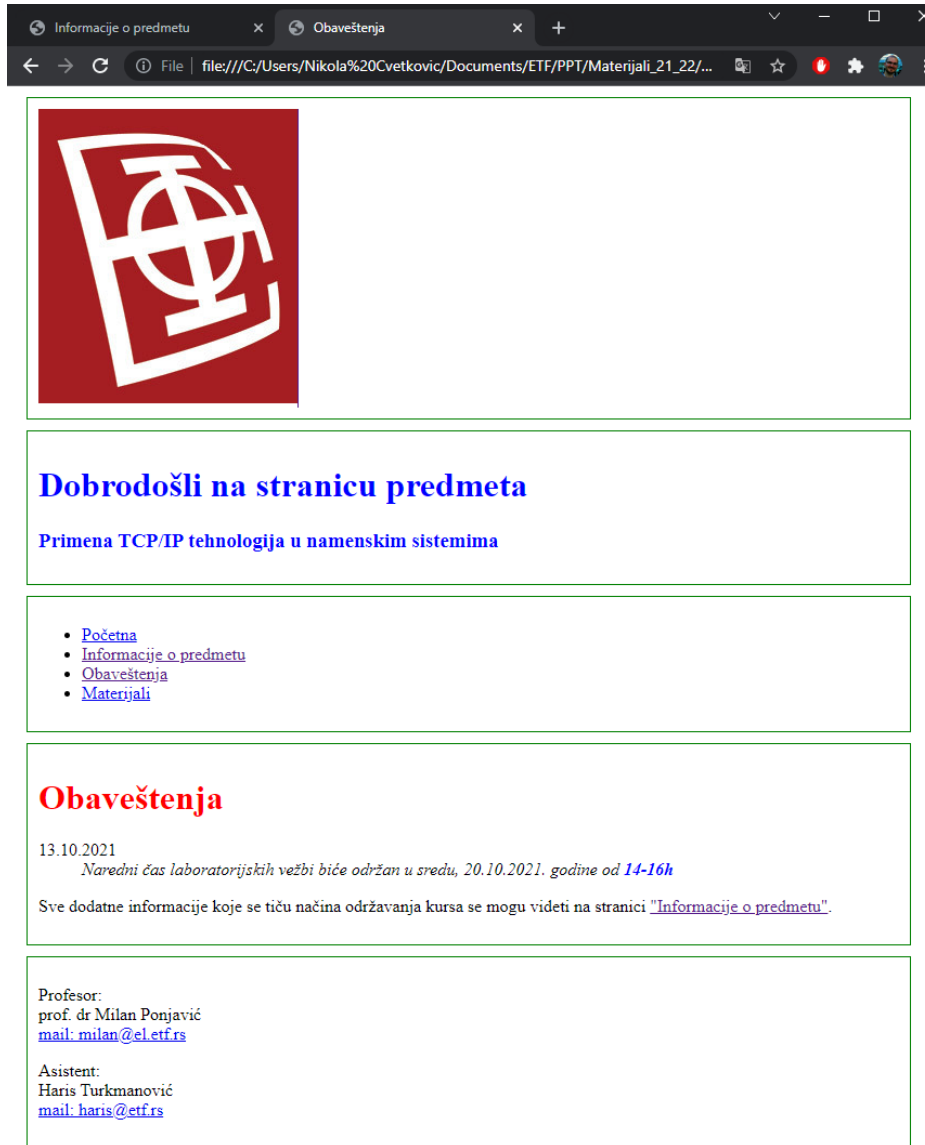 Informacije o predmetu
Obaveštenja
File | file:///C:/Users/Nikola%20Cvetkovic/Documents/ETF/PPT/Materijali_21_22/...
Dobrodošli na stranicu predmeta
Primena TCP/IP tehnologija u namenskim sistemima
Početna
Informacije o predmetu
Obaveštenja
Materijali
Obaveštenja
13.10.2021
Naredni čas laboratorijskih vežbi biće održan u sredu, 20.10.2021. godine od 14-16h
Sve dodatne informacije koje se tiču načina održavanja kursa se mogu videti na stranici "Informacije o predmetu".
Profesor:
prof. dr Milan Ponjavić
mail: milan@el.etf.rs
Asistent:
Haris Turkmanović
mail: haris@etf.rs